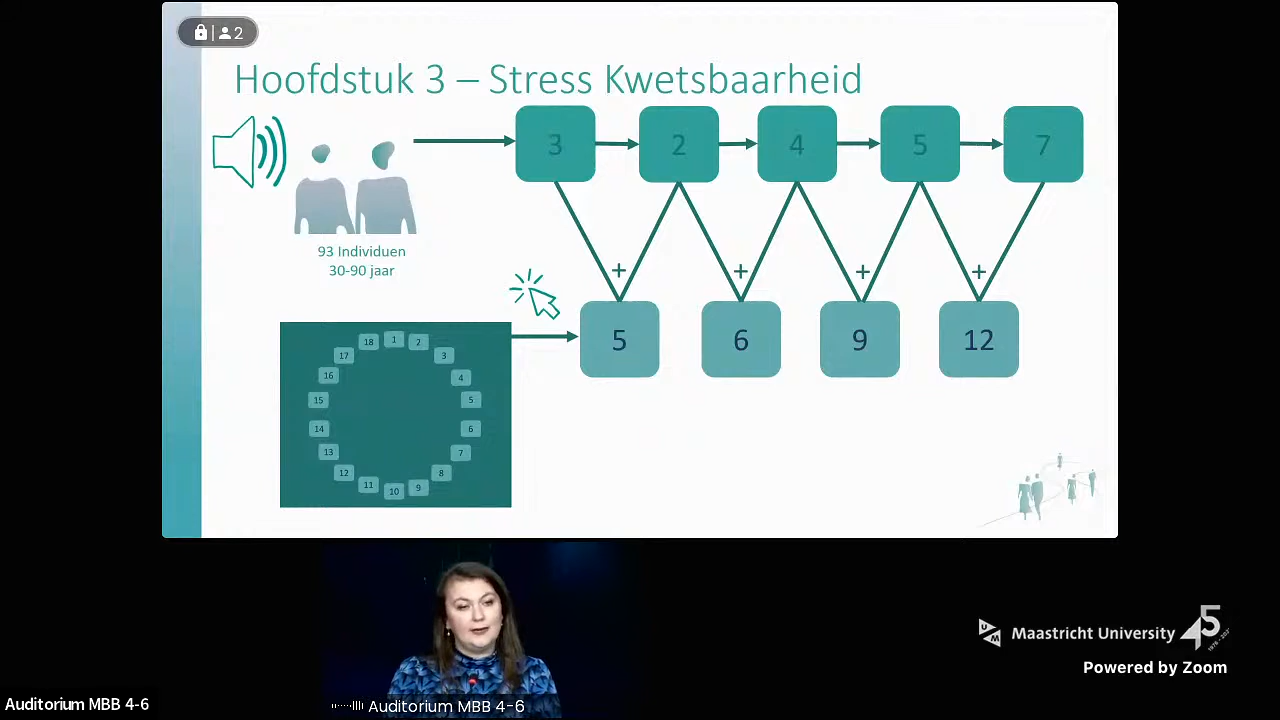 2
Hoofdstuk 3 – Stress Kwetsbaarheid
3 2 4 5 7
93 Individuen
30-90 jaar
+ + + +
5 6 9 12
18 1 2
17 3
16 4
15 5
14 6
13 7
12 8
11 10 9
Maastricht University 45
Powered by Zoom
Auditorium MBB 4-6
Auditorium MBB 4-6